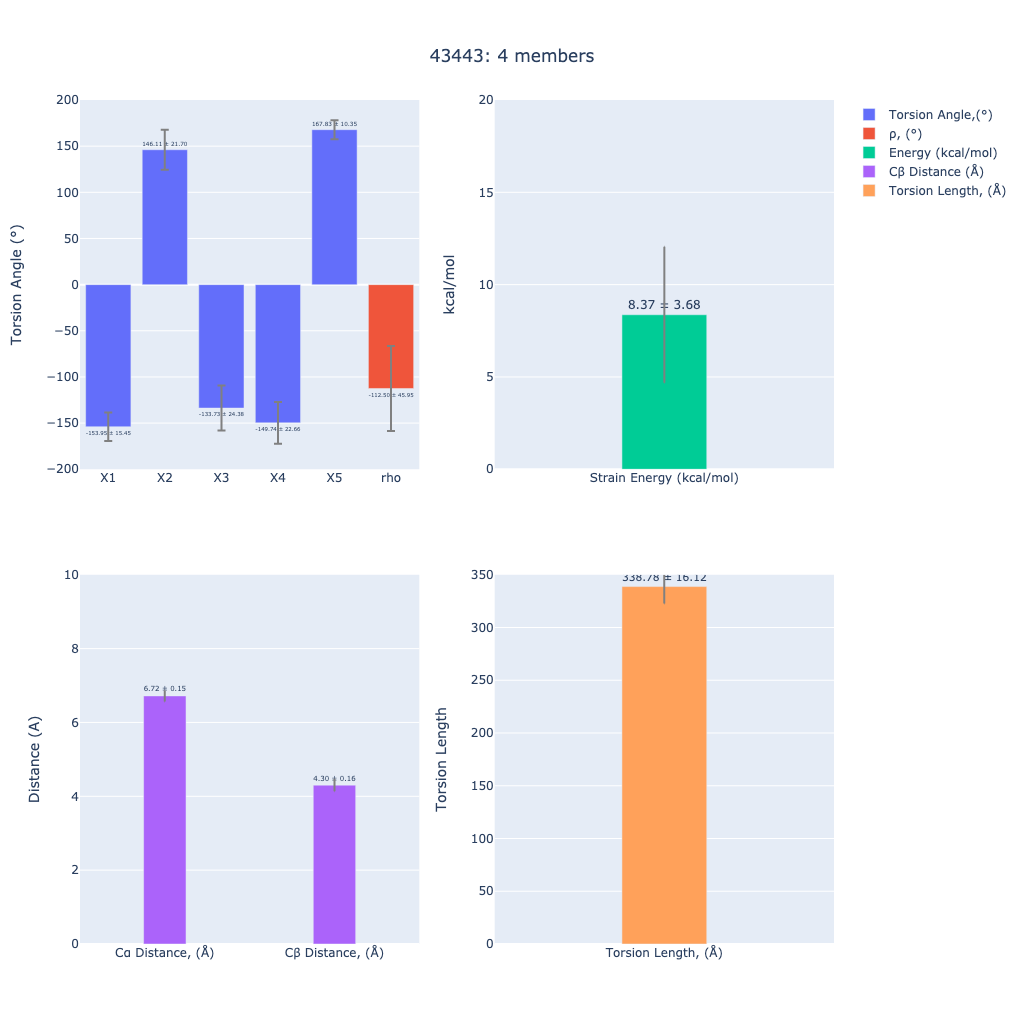 43443: 4 members
Torsion Angle (°)
200
150
100
50
0
−50
−100
−150
−200
146.11 ± 21.70
167.83 ± 10.35
-153.95 ± 15.45
-133.73 ± 24.38
-149.74 ± 22.66
-112.50 ± 45.95
X1 X2 X3 X4 X5 rho
kcal/mol
20
15
10
5
0
8.37 ± 3.68
Strain Energy (kcal/mol)
Torsion Angle,(°)
ρ, (°)
Energy (kcal/mol)
Cβ Distance (Å)
Torsion Length, (Å)
Distance (A)
10
8
6
4
2
0
6.72 ± 0.15
4.30 ± 0.16
Cα Distance, (Å) Cβ Distance, (Å)
Torsion Length
350
300
250
200
150
100
50
0
338.78 ± 16.12
Torsion Length, (Å)